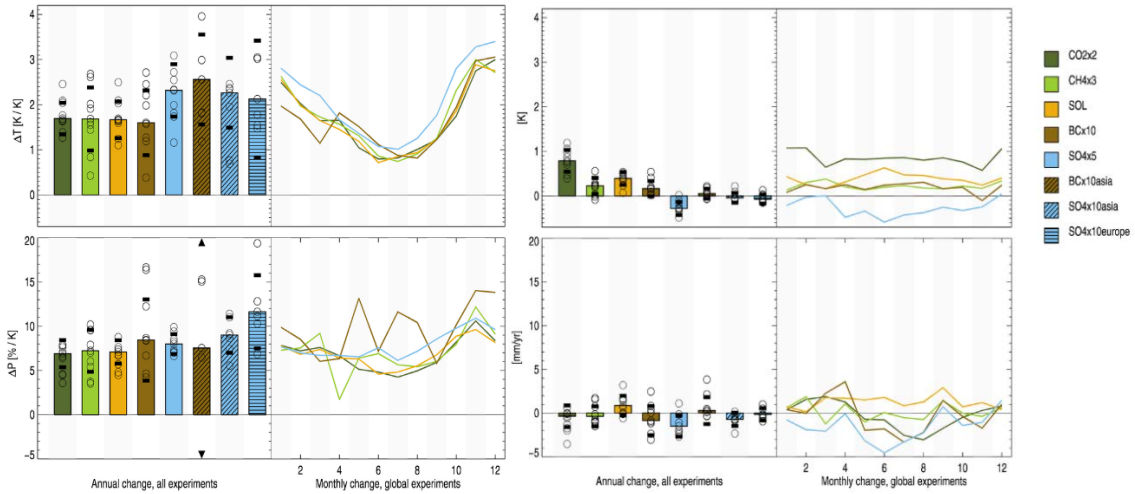 4
3
2
1
0
ΔT [K / K]
4
3
2
1
0
[K]
CO2x2
CH4x3
SOL
BCx10
SO4x5
BCx10asia
SO4x10asia
SO4x10europe
20
15
10
5
0
−5
ΔP [% / K]
20
15
10
5
0
−5
[mm/yr]
2 4 6 8 10 12
2 4 6 8 10 12
Annual change, all experiments
Monthly change, global experiments
Annual change, all experiments
Monthly change, global experiments